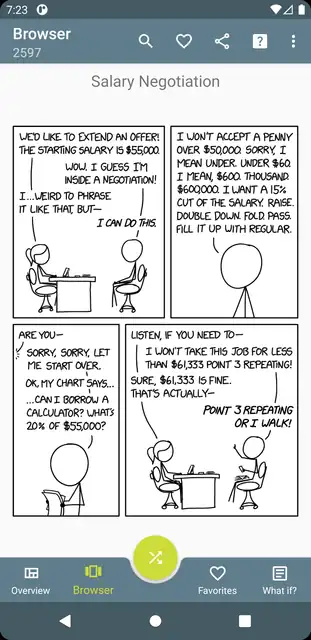 7:23
Browser
2597
?
Salary Negotiation
WE'D LIKE TO EXTEND AN OFFER!
THE STARTING SALARY IS $55,000.
WOW. I GUESS I'M
INSIDE A NEGOTIATION!
I...WEIRD TO PHRASE
IT LIKE THAT, BUT—
I CAN DO THIS.
I WON'T ACCEPT A PENNY
OVER $50,000. SORRY, I
MEAN UNDER. UNDER $60.
I MEAN, $600. THOUSAND.
$600,000. I WANT A 15%
CUT OF THE SALARY. RAISE.
DOUBLE DOWN. FOLD. PASS.
FILL IT UP WITH REGULAR.
ARE YOU—
SORRY, SORRY, LET
ME START OVER.
OK, MY CHART SAYS...
...CAN I BORROW A
CALCULATOR? WHAT'S
20% OF $55,000?
LISTEN, IF YOU NEED TO—
I WON'T TAKE THIS JOB FOR LESS
THAN $61,333 POINT 3 REPEATING!
SURE, $61,333 IS FINE.
THAT'S ACTUALLY—
POINT 3 REPEATING
OR I WALK!
Overview
Browser
Favorites
What if?